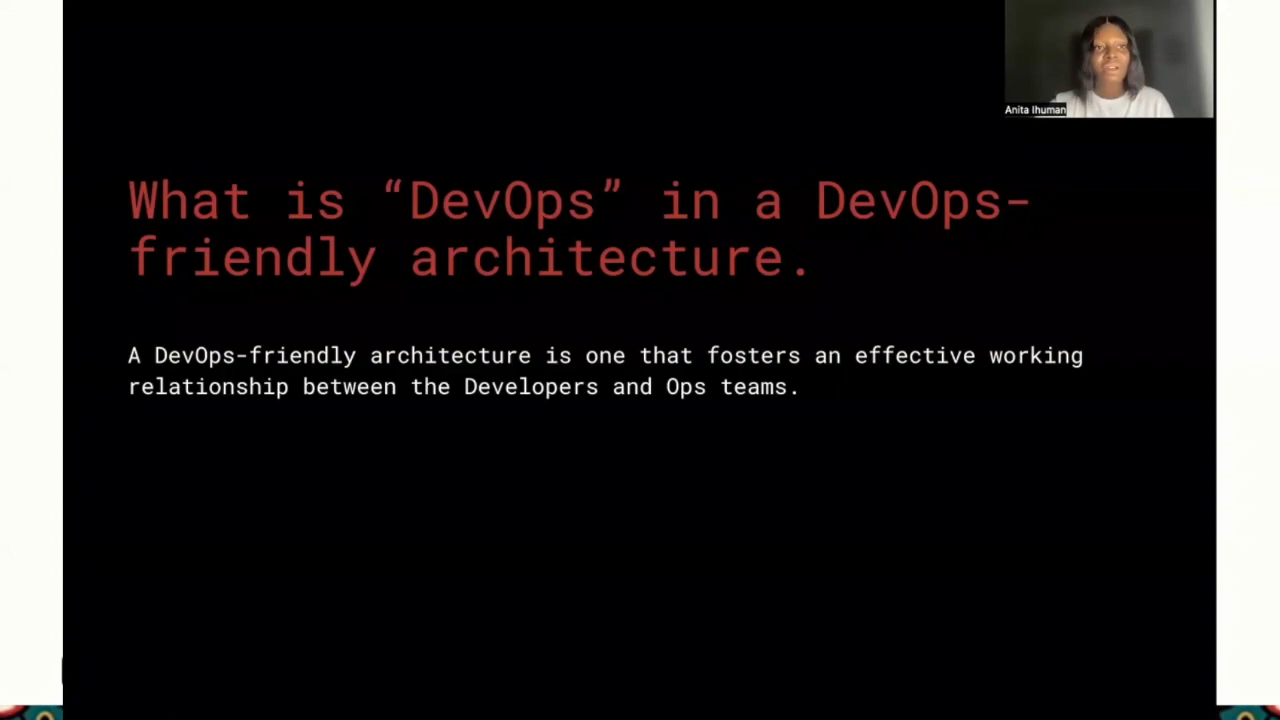 Anita Ihuman
What is “DevOps” in a DevOps-
friendly architecture.
A DevOps-friendly architecture is one that fosters an effective working
relationship between the Developers and Ops teams.